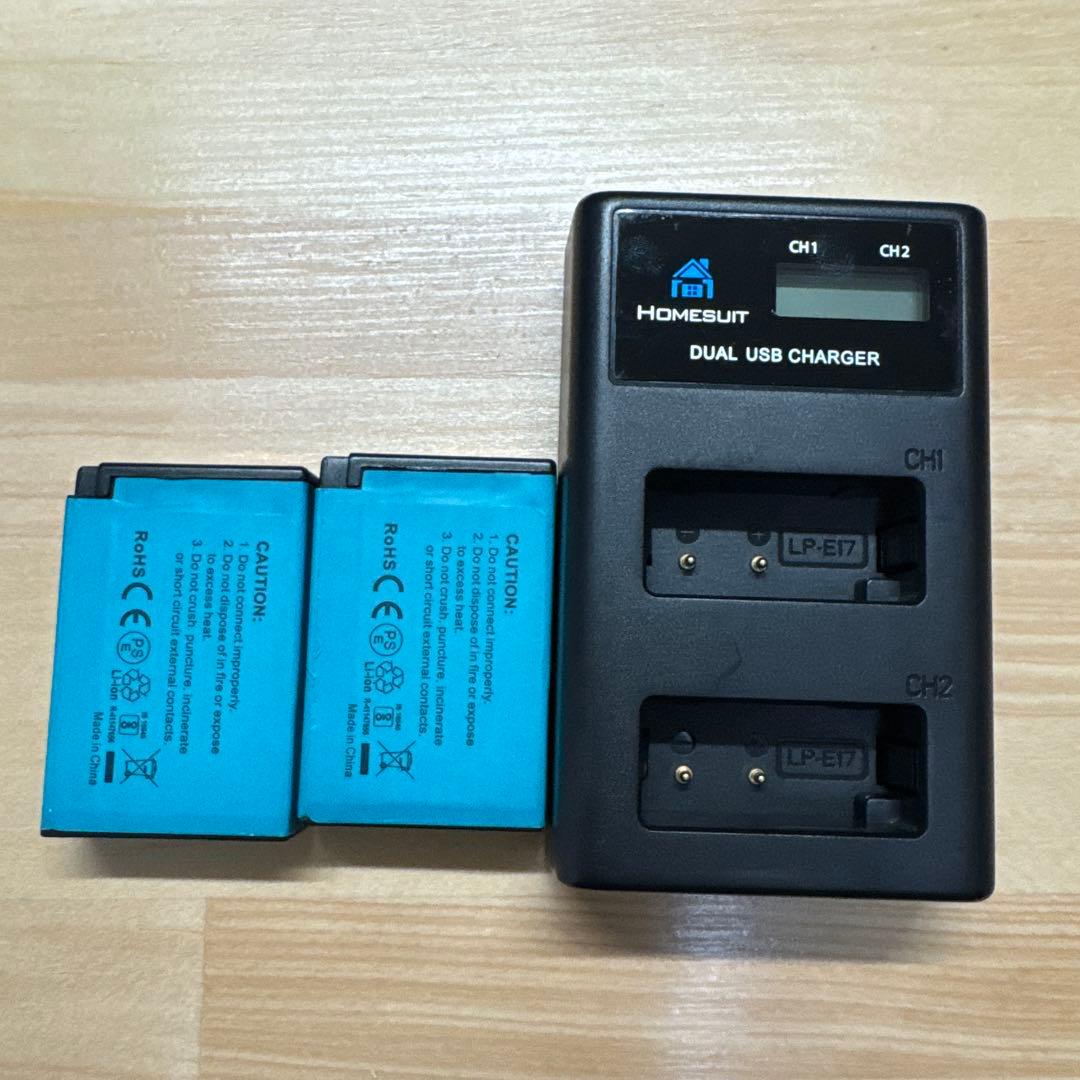 CH1 CH2
HOMESUIT
DUAL USB CHARGER
CH1
LP-E17
CH2
LP-E17
CAUTION:
1. Do not connect improperly.
2. Do not dispose of in fire or expose
to excess heat.
3. Do not crush, puncture, incinerate
or short circuit external contacts.
RoHS CE PS E Li-ion
Made in China
CAUTION:
1. Do not connect improperly.
2. Do not dispose of in fire or expose
to excess heat.
3. Do not crush, puncture, incinerate
or short circuit external contacts.
RoHS CE PS E Li-ion
Made in China